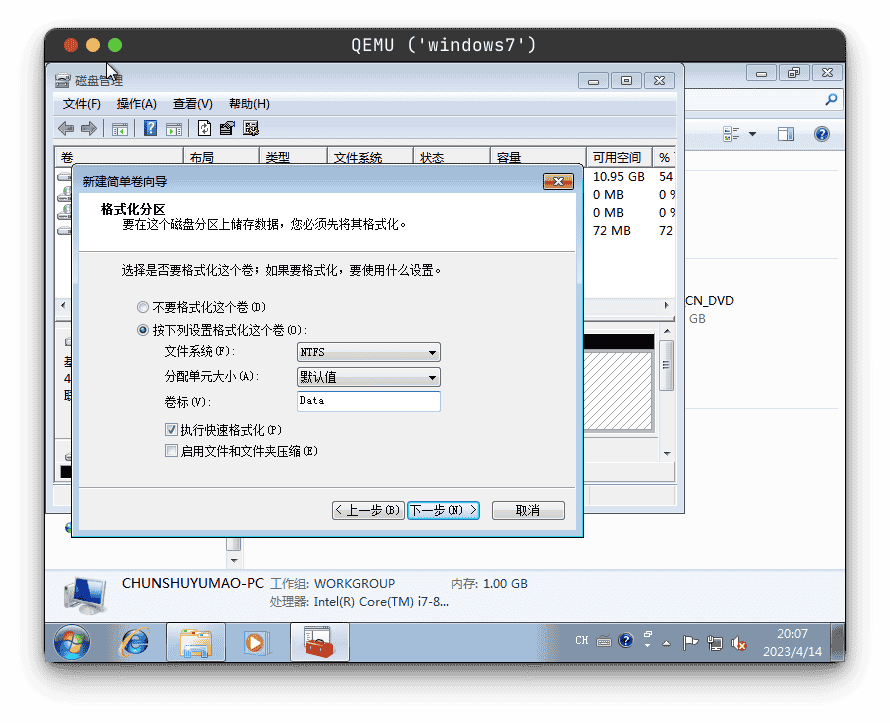 QEMU ('windows7')
磁盘管理
文件(F) 操作(A) 查看(V) 帮助(H)
卷 布局 类型 文件系统 状态 容量 可用空间 %
10.95 GB 54
0 MB 0 %
0 MB 0 %
72 MB 72
新建简单卷向导
格式化分区
要在这个磁盘分区上储存数据，您必须先将其格式化。
选择是否要格式化这个卷；如果要格式化，要使用什么设置。
不要格式化这个卷(D)
按下列设置格式化这个卷(O):
文件系统(F): NTFS
分配单元大小(A): 默认值
卷标(V): Data
执行快速格式化(P)
启用文件和文件夹压缩(E)
< 上一步(B) 下一步(N) > 取消
CN_DVD
GB
CHUNSHUYUMAO-PC 工作组: WORKGROUP 内存: 1.00 GB
处理器: Intel(R) Core(TM) i7-8...
CH
20:07
2023/4/14